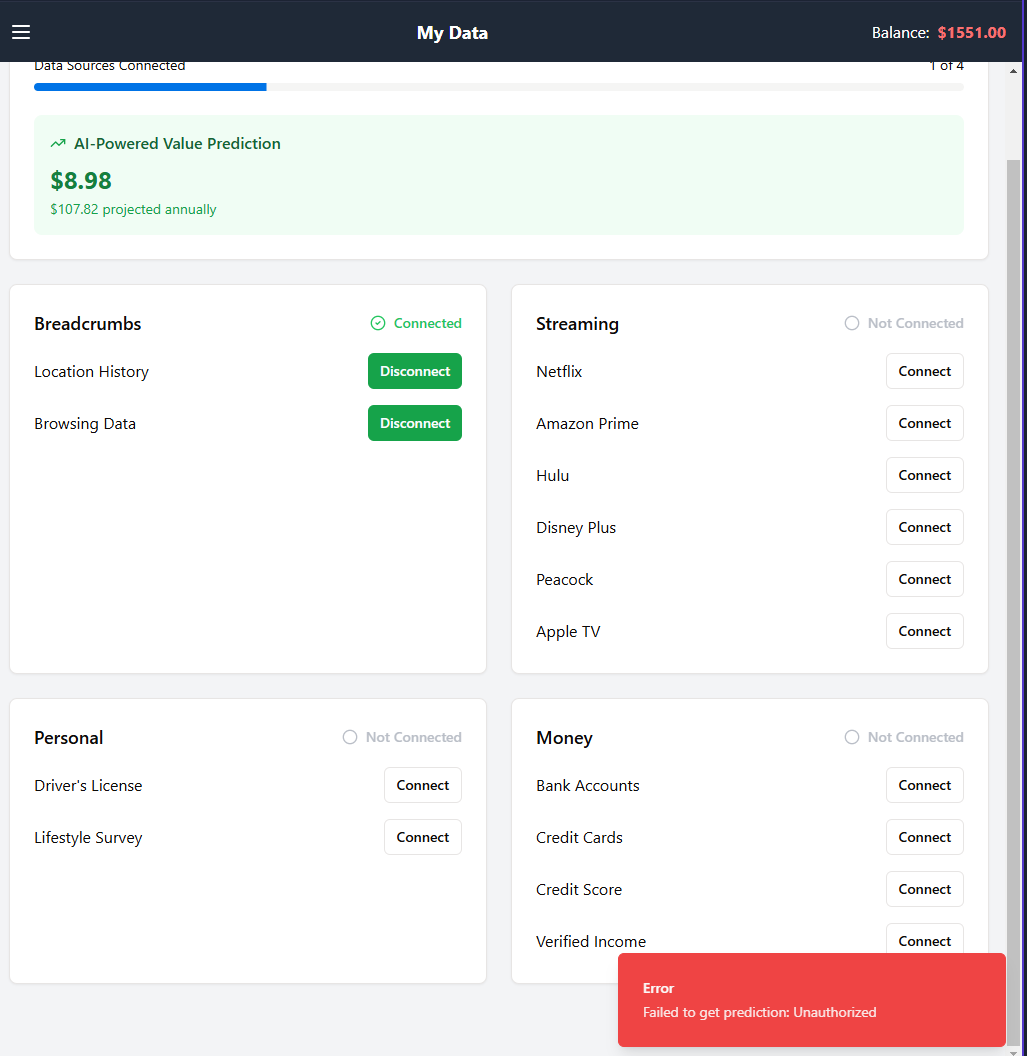 My Data
Balance: $1551.00
Data Sources Connected
1 of 4
AI-Powered Value Prediction
$8.98
$107.82 projected annually
Breadcrumbs
Connected
Location History
Disconnect
Browsing Data
Disconnect
Streaming
Not Connected
Netflix
Connect
Amazon Prime
Connect
Hulu
Connect
Disney Plus
Connect
Peacock
Connect
Apple TV
Connect
Personal
Not Connected
Driver's License
Connect
Lifestyle Survey
Connect
Money
Not Connected
Bank Accounts
Connect
Credit Cards
Connect
Credit Score
Connect
Verified Income
Connect
Error
Failed to get prediction: Unauthorized